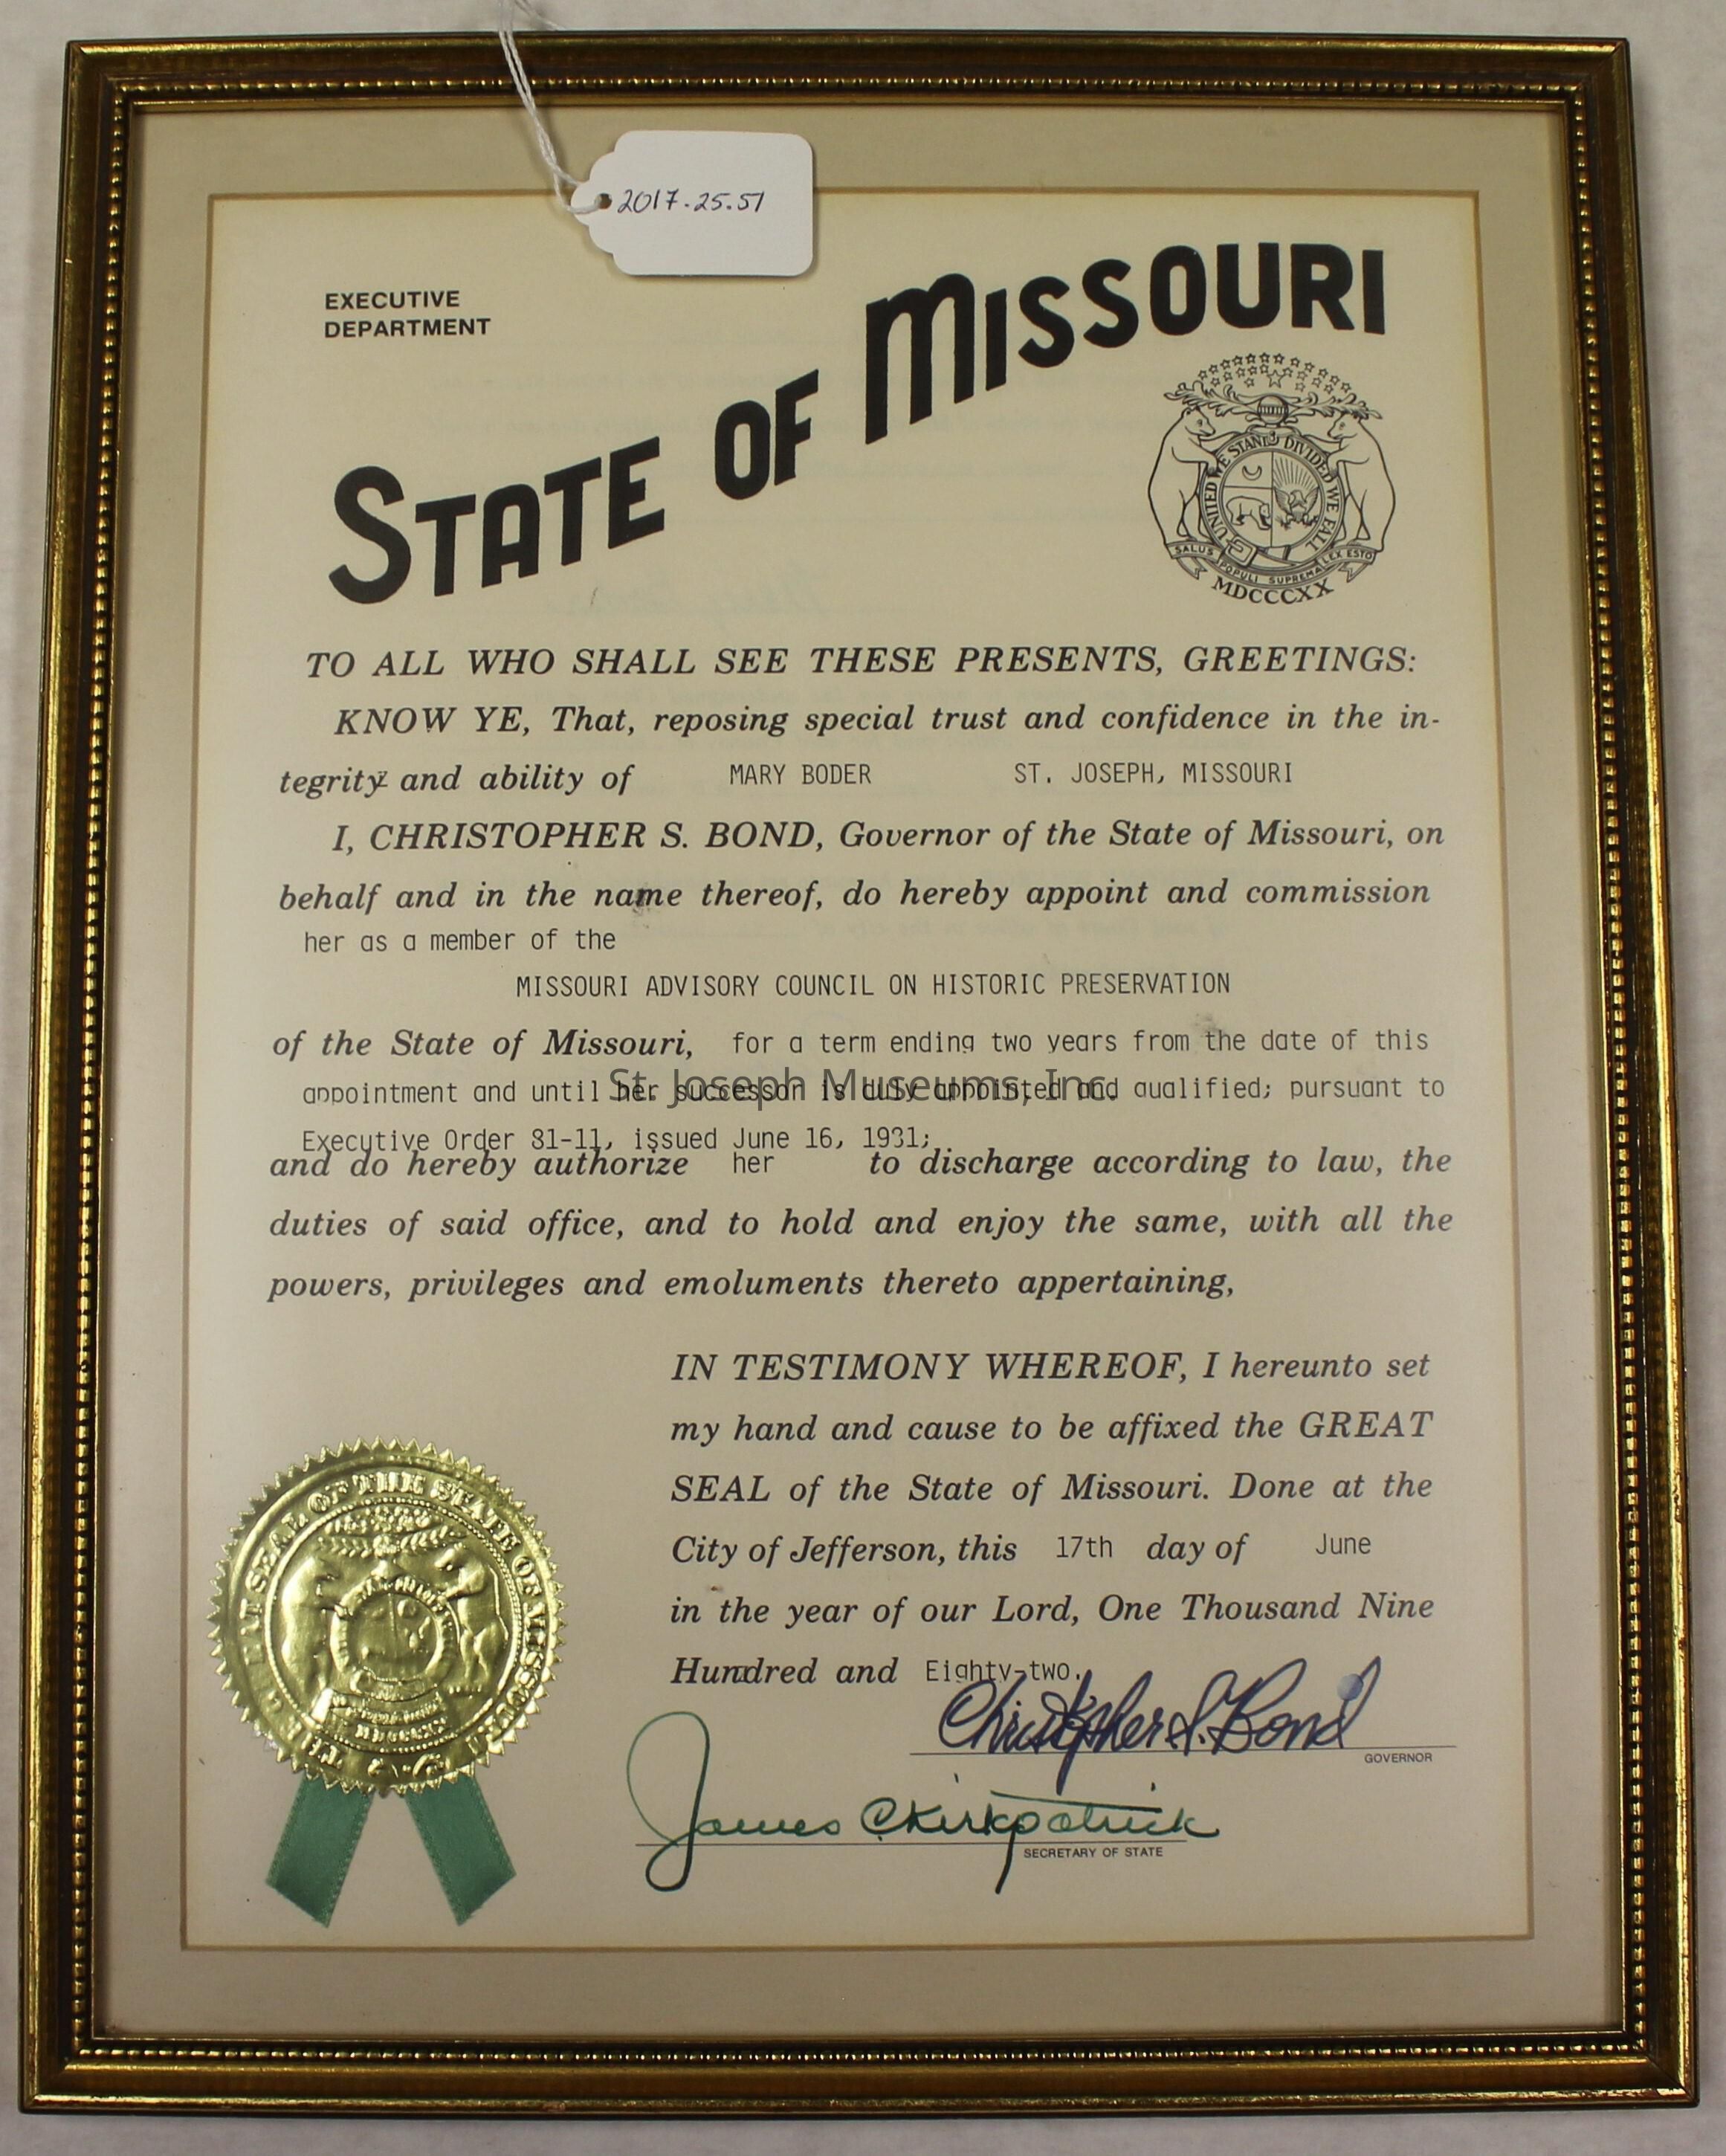 2017.25.51
EXECUTIVE
DEPARTMENT
STATE OF MISSOURI
UNITED WE STAND DIVIDED WE FALL
SALUS POPULI SUPREMA LEX ESTO
MDCCCXX
TO ALL WHO SHALL SEE THESE PRESENTS, GREETINGS:
KNOW YE, That, reposing special trust and confidence in the in-
tegrity and ability of MARY BODER ST. JOSEPH, MISSOURI
I, CHRISTOPHER S. BOND, Governor of the State of Missouri, on
behalf and in the name thereof, do hereby appoint and commission
her as a member of the
MISSOURI ADVISORY COUNCIL ON HISTORIC PRESERVATION
of the State of Missouri, for a term ending two years from the date of this
appointment and until her successor is duly appointed and qualified; pursuant to
St. Joseph Museums, Inc.
Executive Order 81-11, issued June 16, 1981;
and do hereby authorize her to discharge according to law, the
duties of said office, and to hold and enjoy the same, with all the
powers, privileges and emoluments thereto appertaining,
IN TESTIMONY WHEREOF, I hereunto set
my hand and cause to be affixed the GREAT
SEAL of the State of Missouri. Done at the
City of Jefferson, this 17th day of June
in the year of our Lord, One Thousand Nine
Hundred and Eighty-two.
Christopher S. Bond
GOVERNOR
James C Kirkpatrick
SECRETARY OF STATE
THE GREAT SEAL OF THE STATE OF MISSOURI